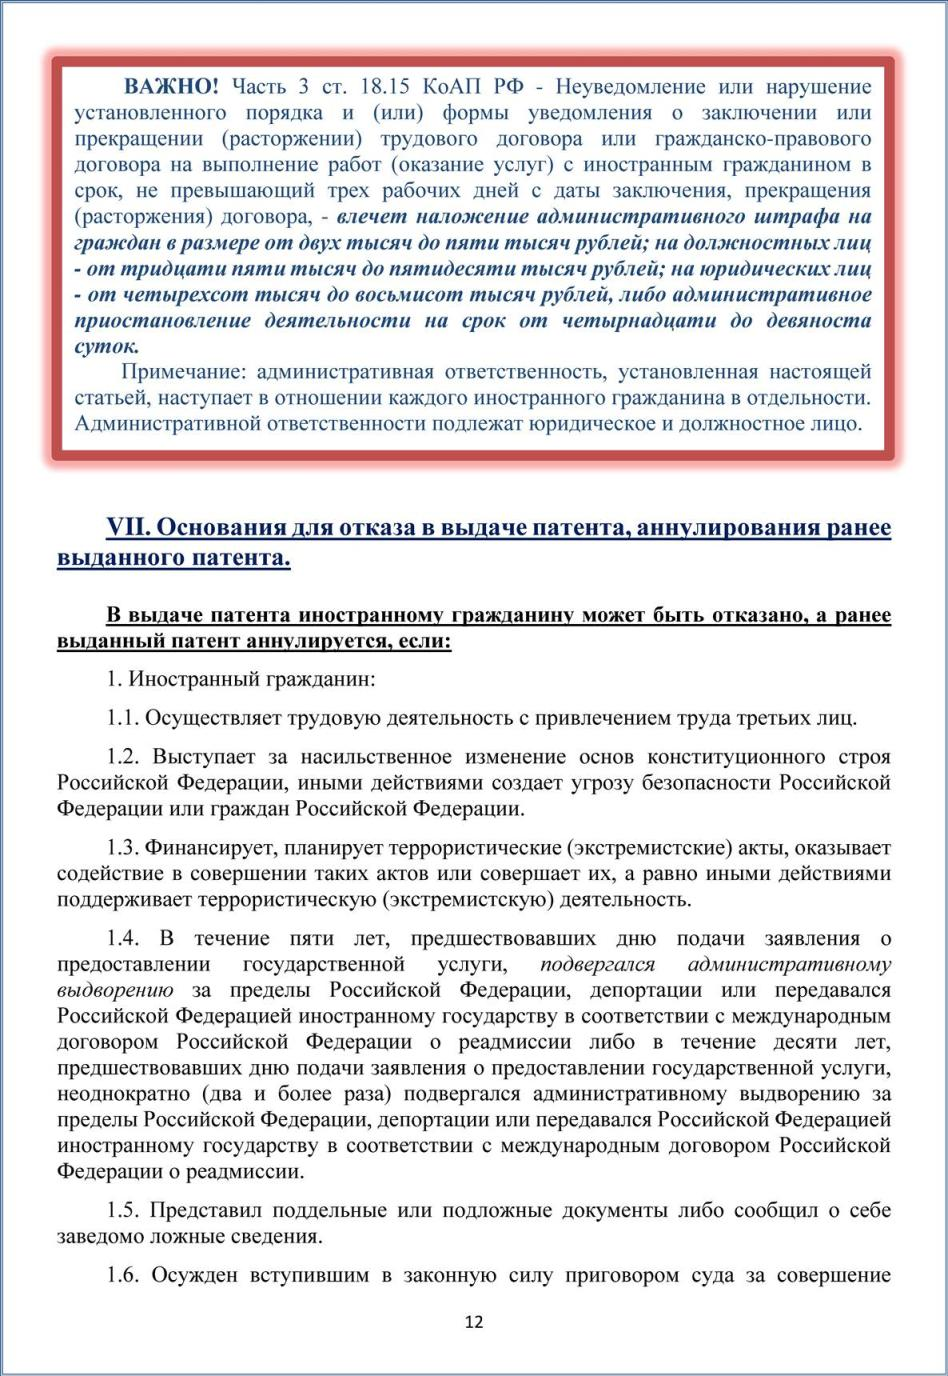 ВАЖНО! Часть 3 ст. 18.15 КоАП РФ - Неуведомление или нарушение
установленного порядка и (или) формы уведомления о заключении или
прекращении (расторжении) трудового договора или гражданско-правового
договора на выполнение работ (оказание услуг) с иностранным гражданином в
срок, не превышающий трех рабочих дней с даты заключения, прекращения
(расторжения) договора, - влечет наложение административного штрафа на
граждан в размере от двух тысяч до пяти тысяч рублей; на должностных лиц
- от тридцати пяти тысяч до пятидесяти тысяч рублей; на юридических лиц
- от четырехсот тысяч до восьмисот тысяч рублей, либо административное
приостановление деятельности на срок от четырнадцати до девяноста
суток.
Примечание: административная ответственность, установленная настоящей
статьей, наступает в отношении каждого иностранного гражданина в отдельности.
Административной ответственности подлежат юридическое и должностное лицо.
VII. Основания для отказа в выдаче патента, аннулирования ранее
выданного патента.
В выдаче патента иностранному гражданину может быть отказано, а ранее
выданный патент аннулируется, если:
1. Иностранный гражданин:
1.1. Осуществляет трудовую деятельность с привлечением труда третьих лиц.
1.2. Выступает за насильственное изменение основ конституционного строя
Российской Федерации, иными действиями создает угрозу безопасности Российской
Федерации или граждан Российской Федерации.
1.3. Финансирует, планирует террористические (экстремистские) акты, оказывает
содействие в совершении таких актов или совершает их, а равно иными действиями
поддерживает террористическую (экстремистскую) деятельность.
1.4. В течение пяти лет, предшествовавших дню подачи заявления о
предоставлении государственной услуги, подвергался административному
выдворению за пределы Российской Федерации, депортации или передавался
Российской Федерацией иностранному государству в соответствии с международным
договором Российской Федерации о реадмиссии либо в течение десяти лет,
предшествовавших дню подачи заявления о предоставлении государственной услуги,
неоднократно (два и более раза) подвергался административному выдворению за
пределы Российской Федерации, депортации или передавался Российской Федерацией
иностранному государству в соответствии с международным договором Российской
Федерации о реадмиссии.
1.5. Представил поддельные или подложные документы либо сообщил о себе
заведомо ложные сведения.
1.6. Осужден вступившим в законную силу приговором суда за совершение
12